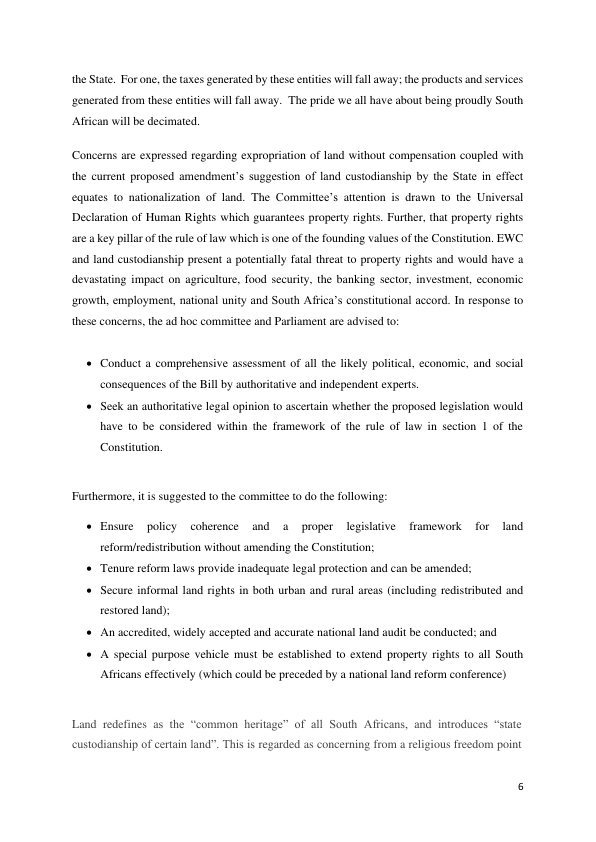 the State.  For one, the taxes generated by these entities will fall away; the products and services
generated from these entities will fall away.  The pride we all have about being proudly South
African will be decimated.
Concerns are expressed regarding expropriation of land without compensation coupled with
the current proposed amendment’s suggestion of land custodianship by the State in effect
equates to nationalization of land. The Committee’s attention is drawn to the Universal
Declaration of Human Rights which guarantees property rights. Further, that property rights
are a key pillar of the rule of law which is one of the founding values of the Constitution. EWC
and land custodianship present a potentially fatal threat to property rights and would have a
devastating impact on agriculture, food security, the banking sector, investment, economic
growth, employment, national unity and South Africa’s constitutional accord. In response to
these concerns, the ad hoc committee and Parliament are advised to:
• Conduct a comprehensive assessment of all the likely political, economic, and social
consequences of the Bill by authoritative and independent experts.
• Seek an authoritative legal opinion to ascertain whether the proposed legislation would
have to be considered within the framework of the rule of law in section 1 of the
Constitution.
Furthermore, it is suggested to the committee to do the following:
• Ensure policy coherence and a proper legislative framework for land
reform/redistribution without amending the Constitution;
• Tenure reform laws provide inadequate legal protection and can be amended;
• Secure informal land rights in both urban and rural areas (including redistributed and
restored land);
• An accredited, widely accepted and accurate national land audit be conducted; and
• A special purpose vehicle must be established to extend property rights to all South
Africans effectively (which could be preceded by a national land reform conference)
Land redefines as the “common heritage” of all South Africans, and introduces “state
custodianship of certain land”. This is regarded as concerning from a religious freedom point
6